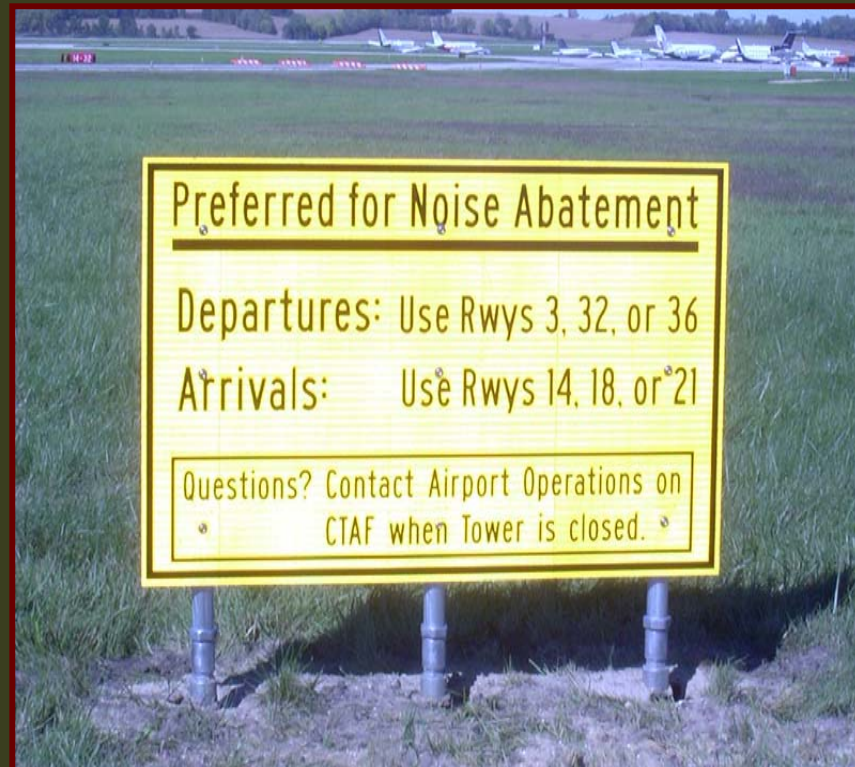 14-32
Preferred for Noise Abatement
Departures: Use Rwys 3, 32, or 36
Arrivals: Use Rwys 14, 18, or 21
Questions? Contact Airport Operations on
CTAF when Tower is closed.